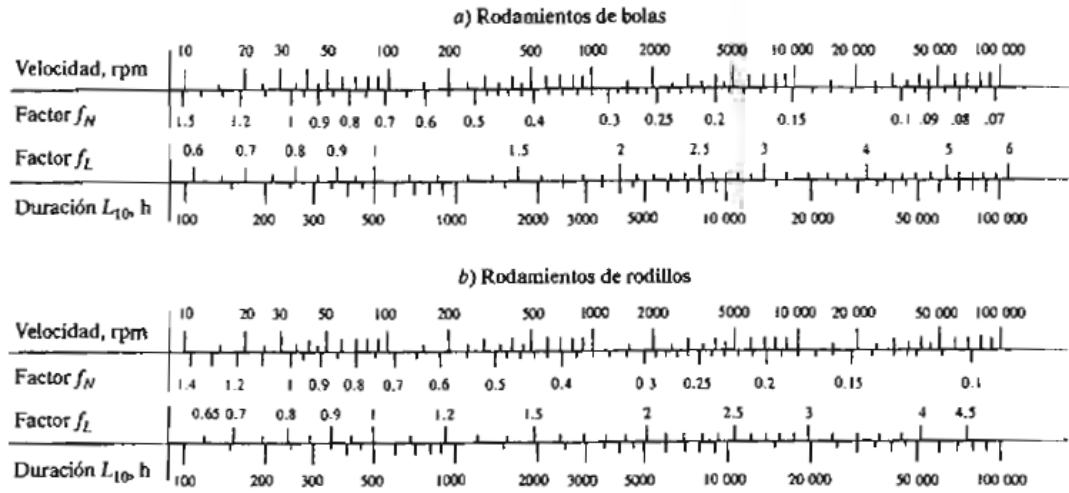 a) Rodamientos de bolas
10 20 30 50 100 200 500 1000 2000 5000 10 000 20 000 50 000 100 000
Velocidad, rpm
Factor f_N
1.5 1.2 1 0.9 0.8 0.7 0.6 0.5 0.4 0.3 0.25 0.2 0.15 0.1 .09 .08 .07
Factor f_L
0.6 0.7 0.8 0.9 1 1.5 2 2.5 3 4 5 6
Duración L10, h
100 200 300 500 1000 2000 3000 5000 10 000 20 000 50 000 100 000
b) Rodamientos de rodillos
10 20 30 50 100 200 500 1000 2000 5000 10 000 20 000 50 000 100 000
Velocidad, rpm
Factor f_N
1.4 1.2 1 0.9 0.8 0.7 0.6 0.5 0.4 0 3 0.25 0.2 0.15 0.1
Factor f_L
0.65 0.7 0.8 0.9 1 1.2 1.5 2 2.5 3 4 4.5
Duración L10, h
100 200 300 500 1000 2000 3000 5000 10 000 20 000 50 000 100 000